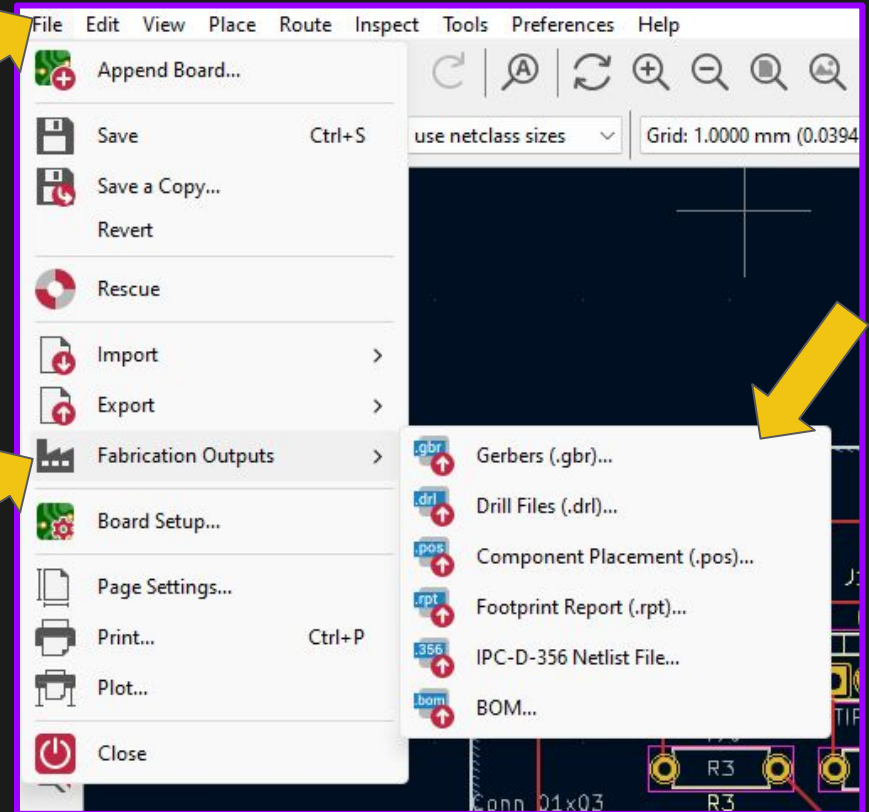 File Edit View Place Route Inspect Tools Preferences Help
Append Board...
Save Ctrl+S
use netclass sizes
Grid: 1.0000 mm (0.0394
Save a Copy...
Revert
Rescue
Import
Export
Fabrication Outputs
.gbr Gerbers (.gbr)...
.drl Drill Files (.drl)...
.pos Component Placement (.pos)...
.rpt Footprint Report (.rpt)...
.356 IPC-D-356 Netlist File...
.bom BOM...
Board Setup...
Page Settings...
Print... Ctrl+P
Plot...
Close
R3
Conn_01x03
R3